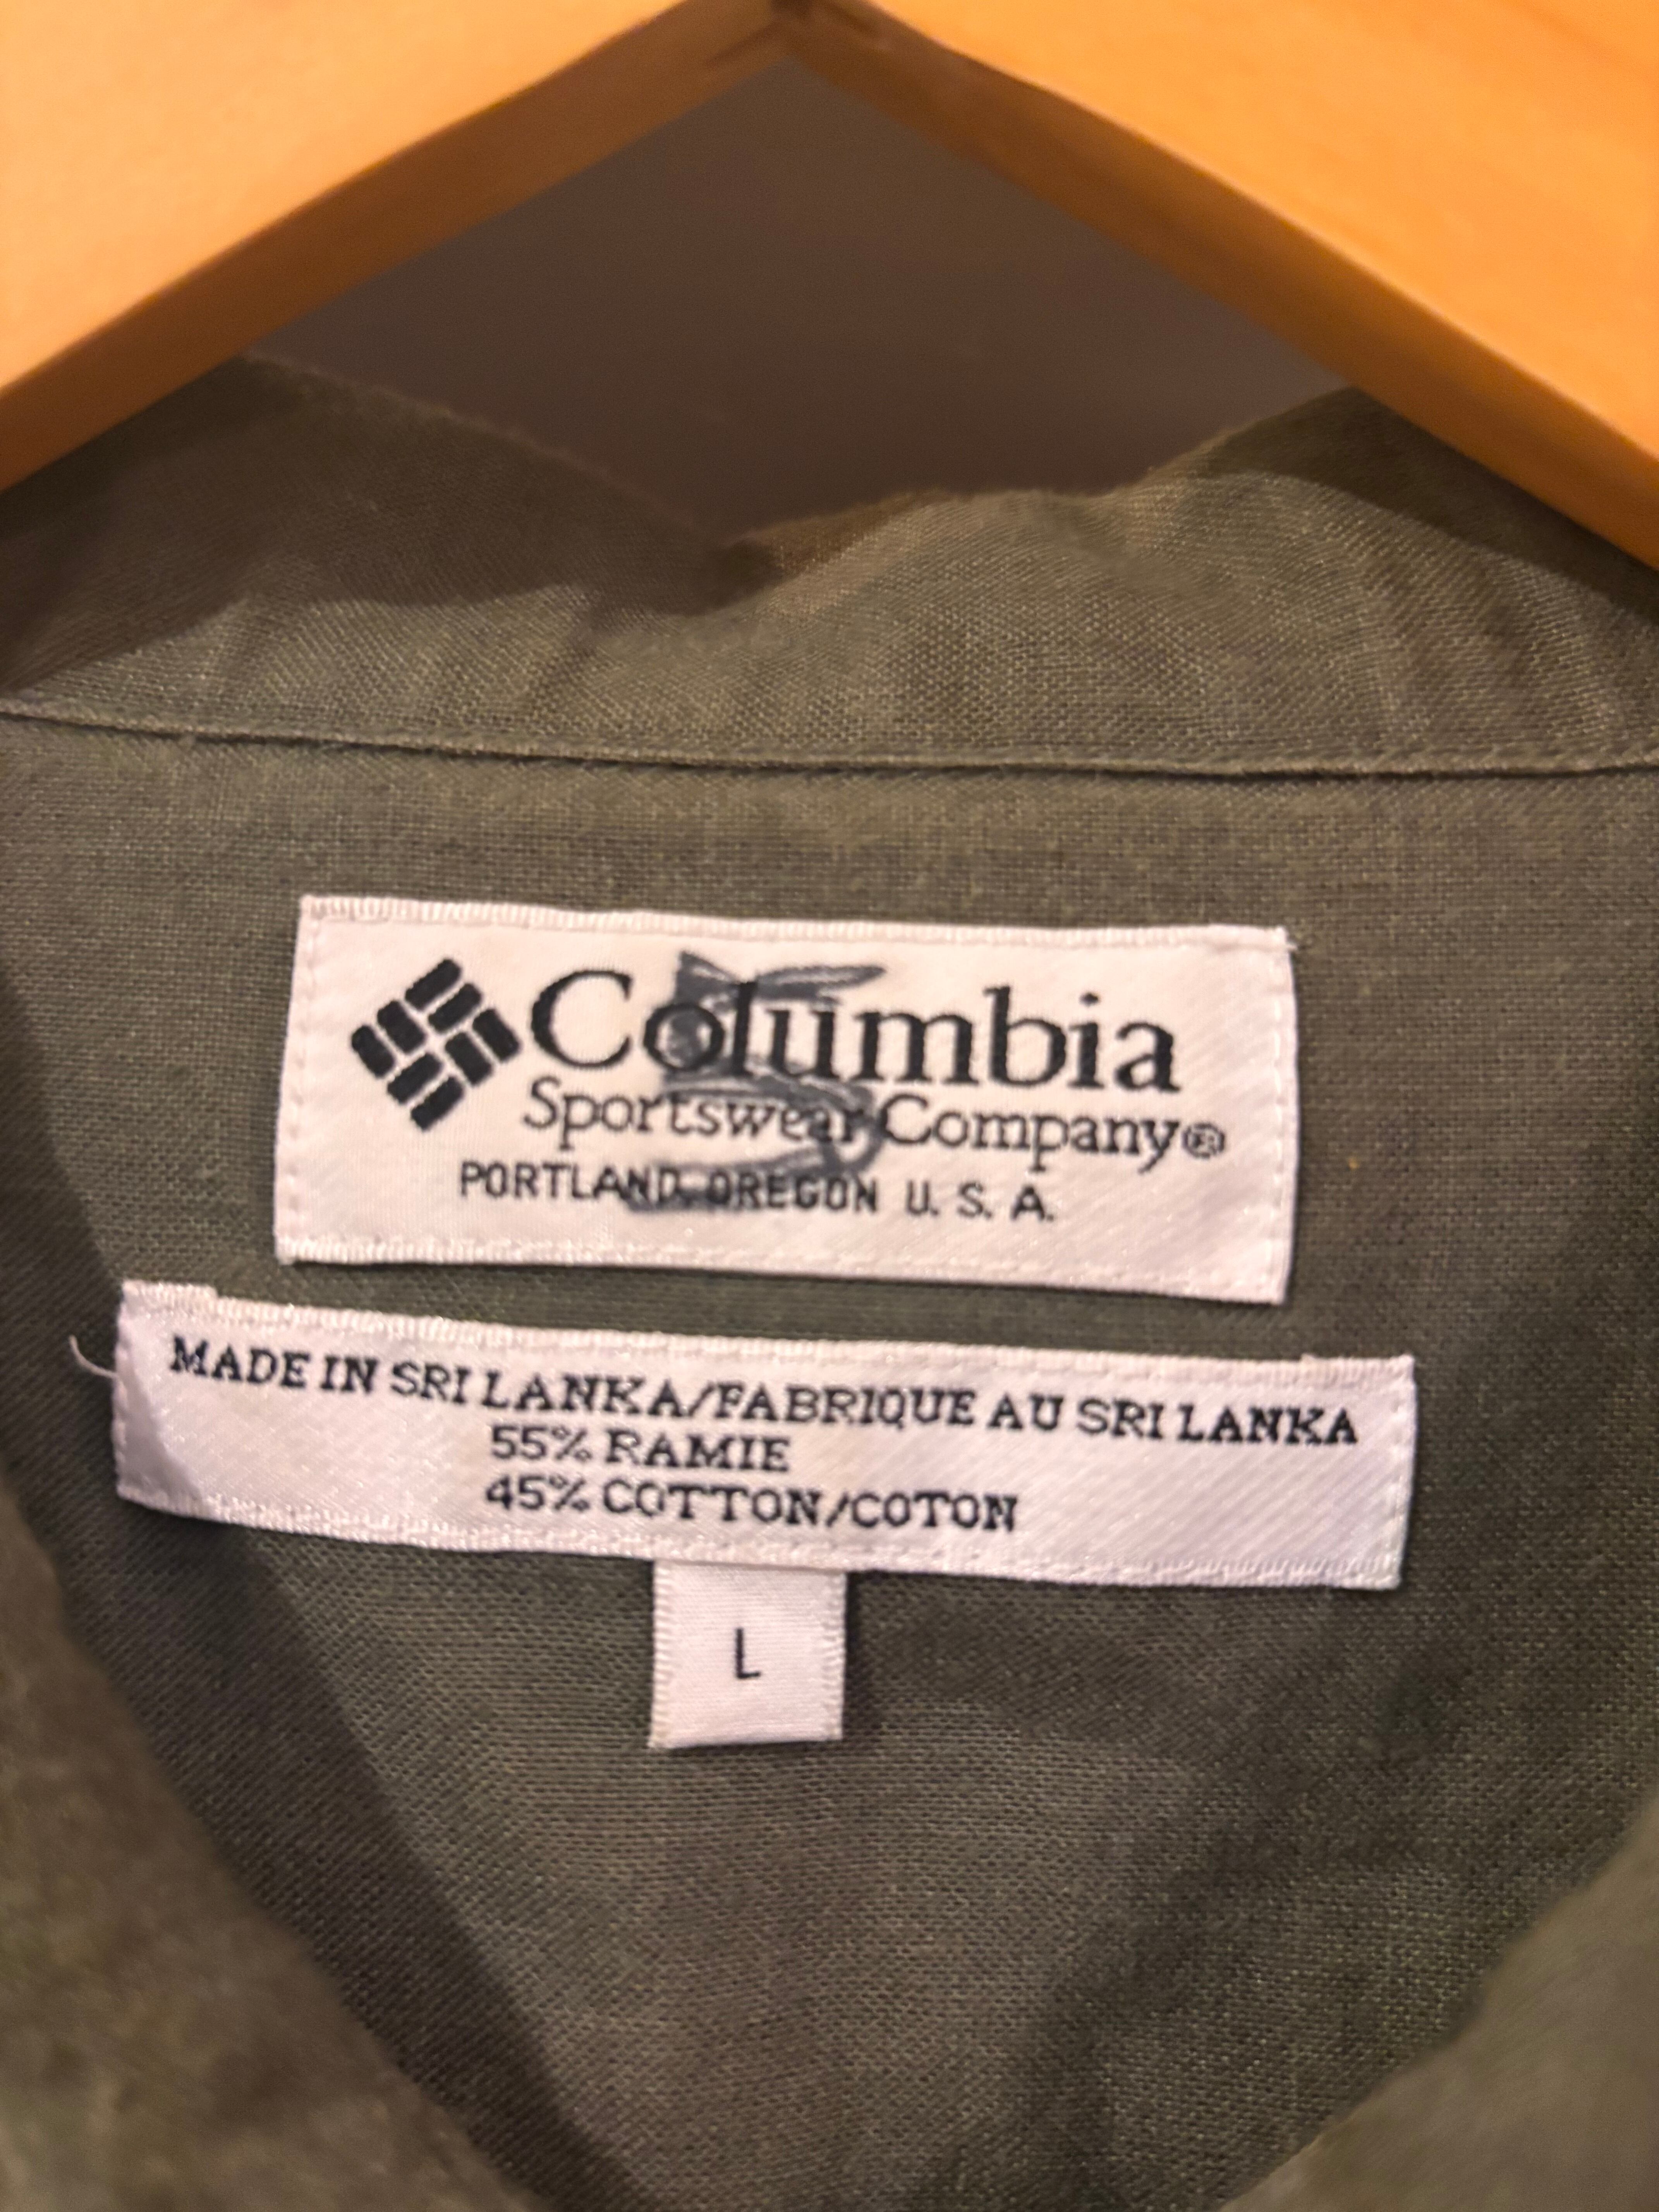 Columbia
Sportswear Company®
PORTLAND, OREGON U. S. A.
MADE IN SRI LANKA/FABRIQUE AU SRI LANKA
55% RAMIE
45% COTTON/COTON
L